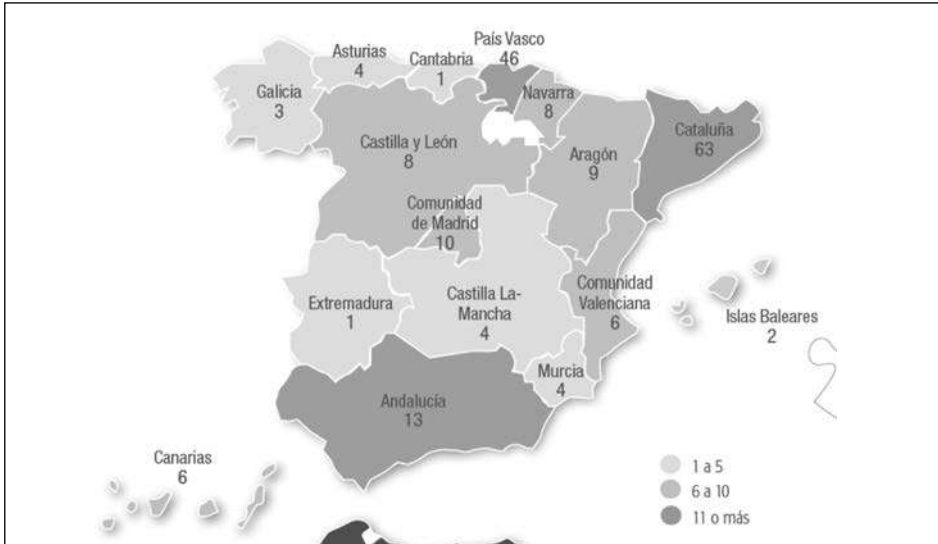 País Vasco
46
Asturias
4
Cantabria
1
Galicia
3
Navarra
8
Cataluña
63
Castilla y León
8
Aragón
9
Comunidad
de Madrid
10
Extremadura
1
Castilla La-
Mancha
4
Comunidad
Valenciana
6
Islas Baleares
2
Murcia
4
Andalucía
13
Canarias
6
1 a 5
6 a 10
11 o más